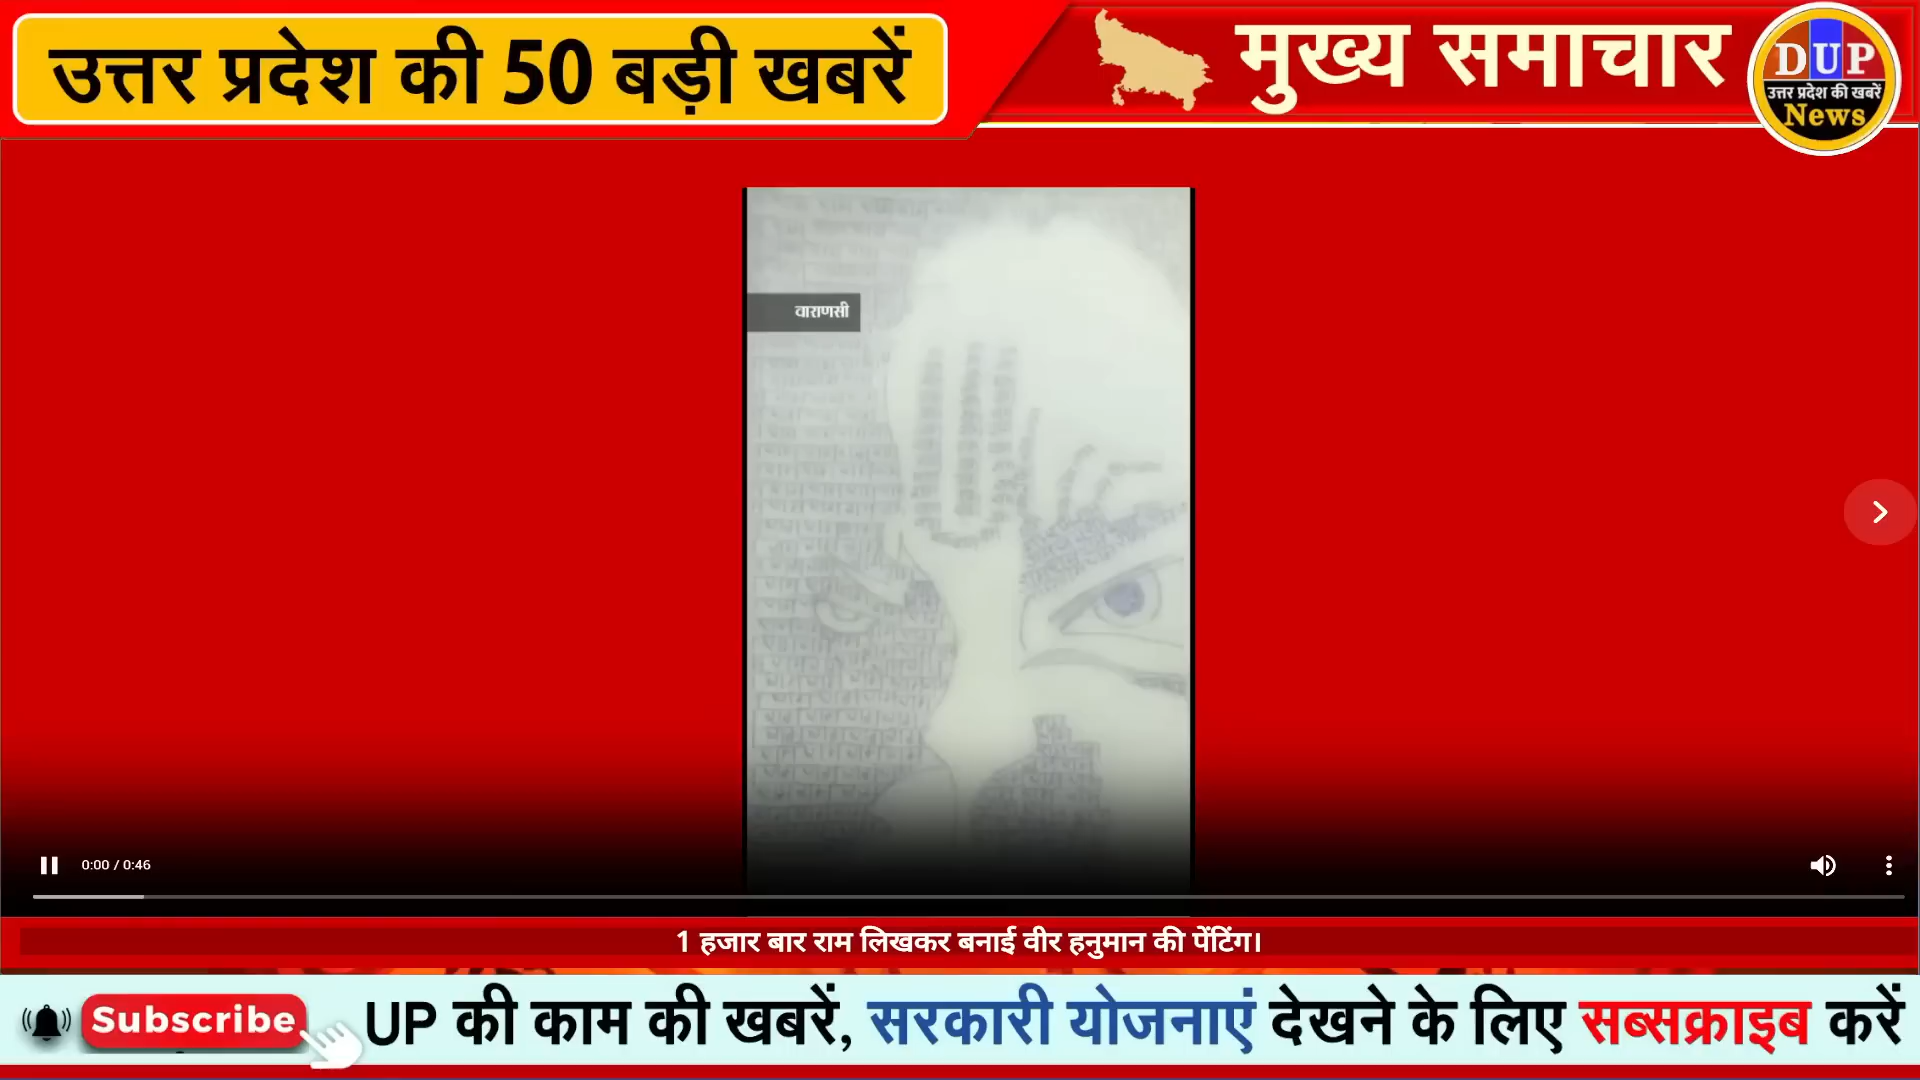 उत्तर प्रदेश की 50 बड़ी खबरें
मुख्य समाचार
DUP
उत्तर प्रदेश की खबरें
News
वाराणसी
0:00 / 0:46
1 हजार बार राम लिखकर बनाई वीर हनुमान की पेंटिंग।
Subscribe
UP की काम की खबरें, सरकारी योजनाएं देखने के लिए सब्सक्राइब करें